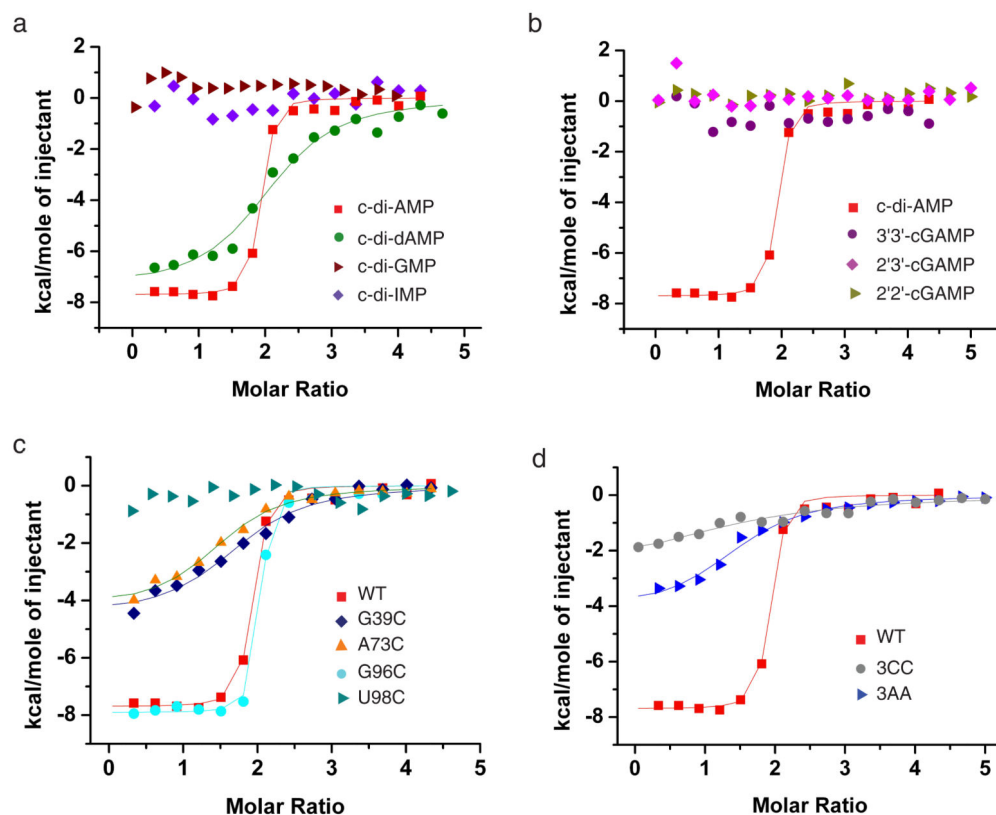 a
2
0
-2
-4
-6
-8
kcal/mole of injectant
0 1 2 3 4 5
Molar Ratio
c-di-AMP
c-di-dAMP
c-di-GMP
c-di-IMP
b
2
0
-2
-4
-6
-8
kcal/mole of injectant
0 1 2 3 4 5
Molar Ratio
c-di-AMP
3'3'-cGAMP
2'3'-cGAMP
2'2'-cGAMP
c
0
-2
-4
-6
-8
kcal/mole of injectant
0 1 2 3 4 5
Molar Ratio
WT
G39C
A73C
G96C
U98C
d
0
-2
-4
-6
-8
kcal/mole of injectant
0 1 2 3 4 5
Molar Ratio
WT
3CC
3AA